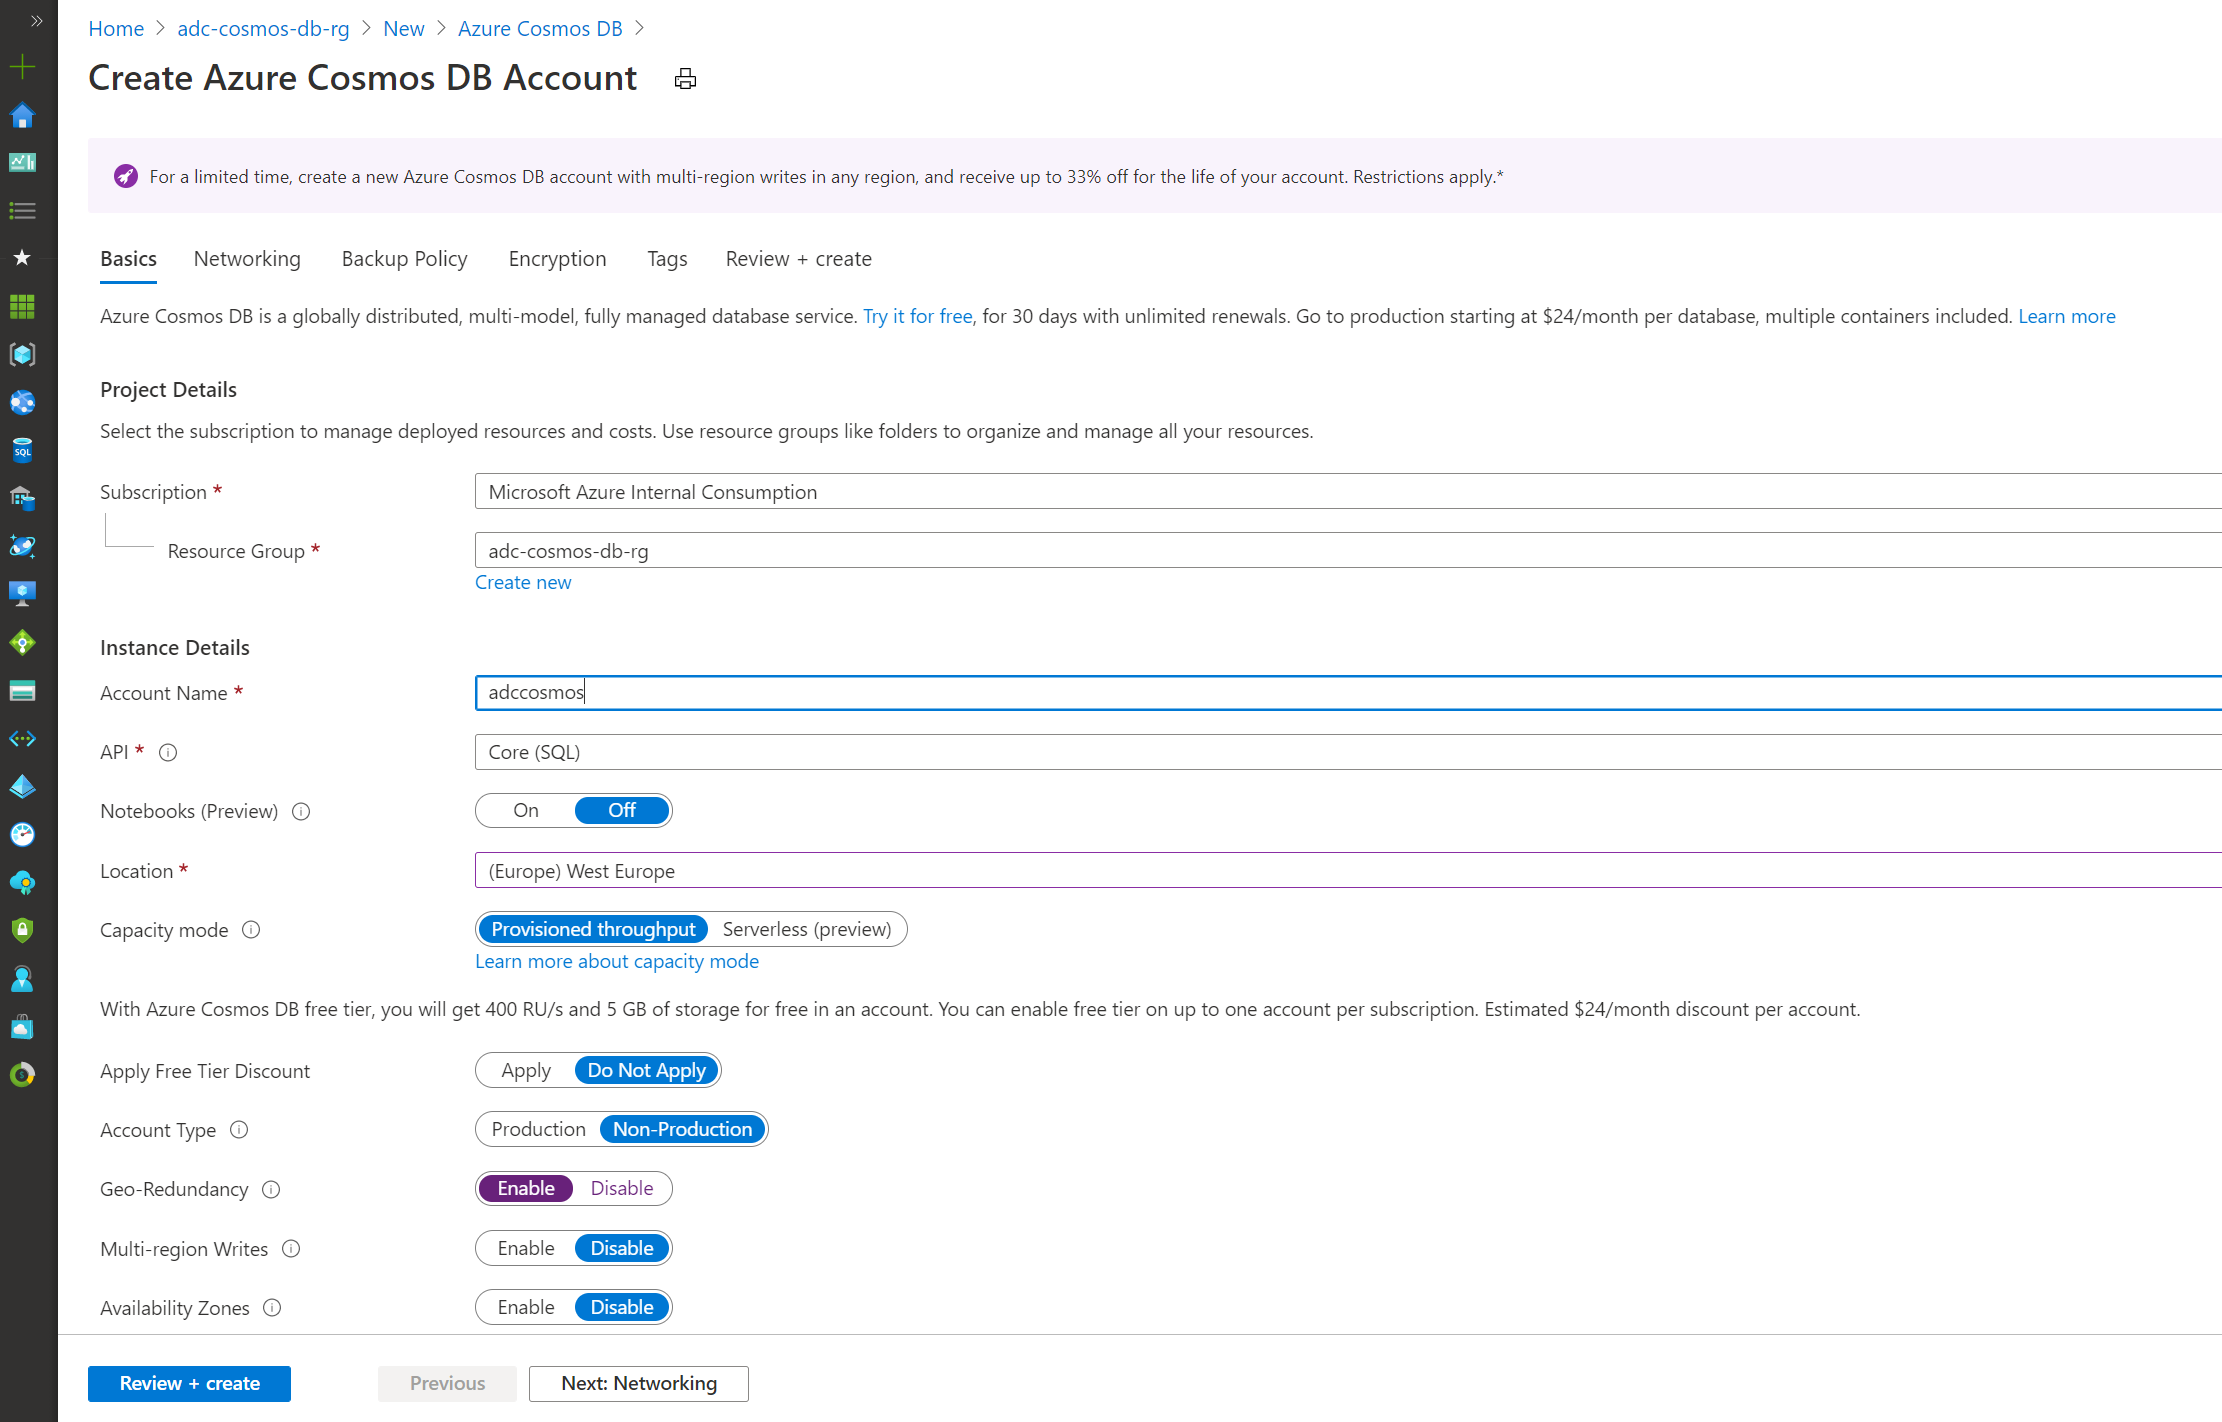 Home > adc-cosmos-db-rg > New > Azure Cosmos DB >
Create Azure Cosmos DB Account
For a limited time, create a new Azure Cosmos DB account with multi-region writes in any region, and receive up to 33% off for the life of your account. Restrictions apply.*
Basics Networking Backup Policy Encryption Tags Review + create
Azure Cosmos DB is a globally distributed, multi-model, fully managed database service. Try it for free, for 30 days with unlimited renewals. Go to production starting at $24/month per database, multiple containers included. Learn more
Project Details
Select the subscription to manage deployed resources and costs. Use resource groups like folders to organize and manage all your resources.
Subscription * Microsoft Azure Internal Consumption
Resource Group * adc-cosmos-db-rg
Create new
Instance Details
Account Name * adccosmos
API * Core (SQL)
Notebooks (Preview) On Off
Location * (Europe) West Europe
Capacity mode Provisioned throughput Serverless (preview)
Learn more about capacity mode
With Azure Cosmos DB free tier, you will get 400 RU/s and 5 GB of storage for free in an account. You can enable free tier on up to one account per subscription. Estimated $24/month discount per account.
Apply Free Tier Discount Apply Do Not Apply
Account Type Production Non-Production
Geo-Redundancy Enable Disable
Multi-region Writes Enable Disable
Availability Zones Enable Disable
Review + create Previous Next: Networking